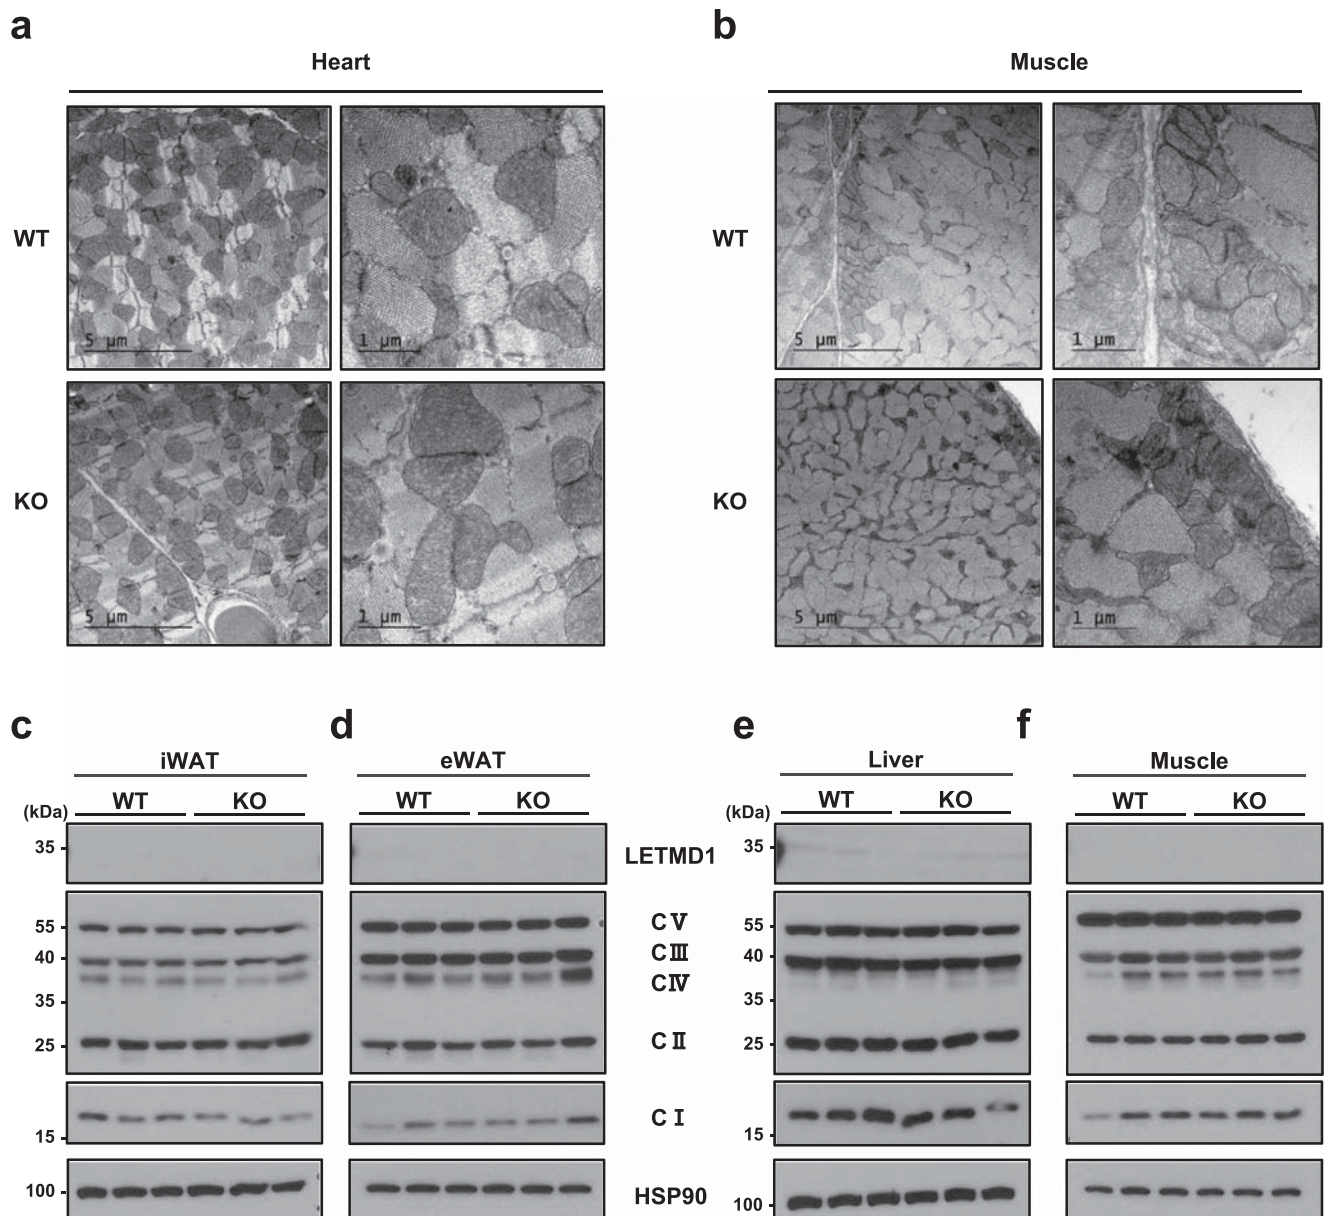 a
b
Heart
Muscle
WT
WT
5 µm
1 µm
5 µm
1 µm
KO
KO
5 µm
1 µm
5 µm
1 µm
c
d
e
f
iWAT
eWAT
Liver
Muscle
(kDa)
WT
KO
WT
KO
(kDa)
WT
KO
WT
KO
35
LETMD1
35
55
CⅤ
55
40
CⅢ
40
CⅣ
35
35
25
CⅡ
25
CⅠ
15
15
100
HSP90
100